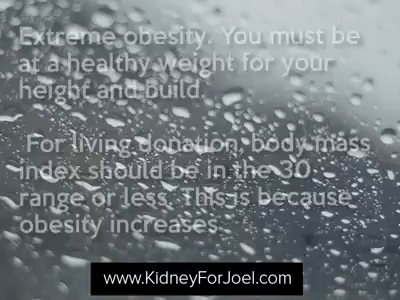 Extreme obesity. You must be
at a healthy weight for your
height and build.
For living donation, body mass
index should be in the 30
range or less. This is because
obesity increases
www.KidneyForJoel.com